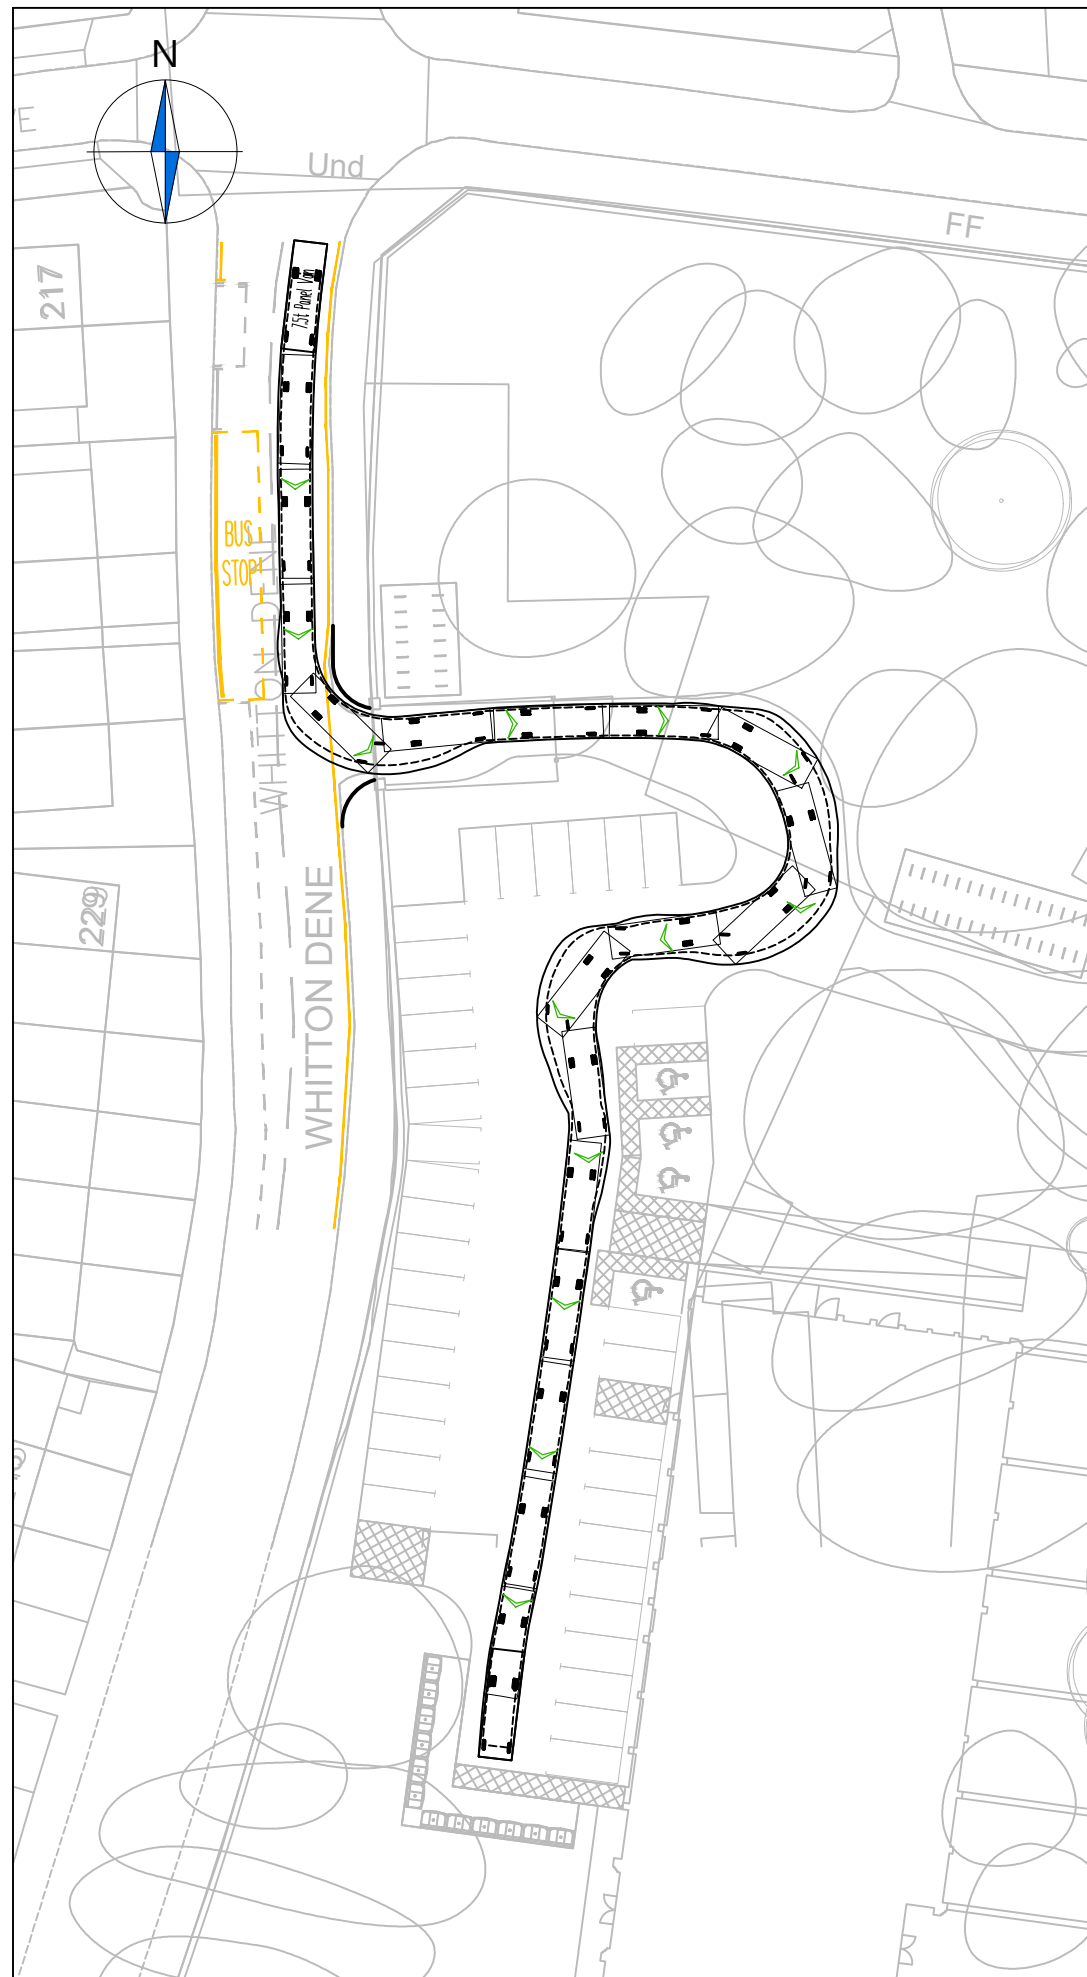 N
Und
FF
217
7.5t Panel Van
BUS
STOP
WHITTON DENE
229
WHITTON DENE